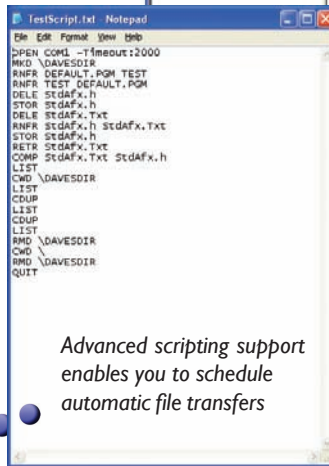 TestScript.txt - Notepad
File Edit Format View Help
OPEN COM1 -Timeout:2000
MKD \DAVESDIR
RNFR DEFAULT.PGM TEST
RNFR TEST DEFAULT.PGM
DELE StdAfx.h
STOR StdAfx.h
DELE StdAfx.Txt
RNFR StdAfx.h StdAfx.Txt
STOR StdAfx.h
RETR StdAfx.Txt
COMP StdAfx.Txt StdAfx.h
LIST
CWD \DAVESDIR
LIST
CDUP
LIST
CDUP
LIST
RMD \DAVESDIR
CWD \
RMD \DAVESDIR
QUIT
Advanced scripting support
enables you to schedule
automatic file transfers